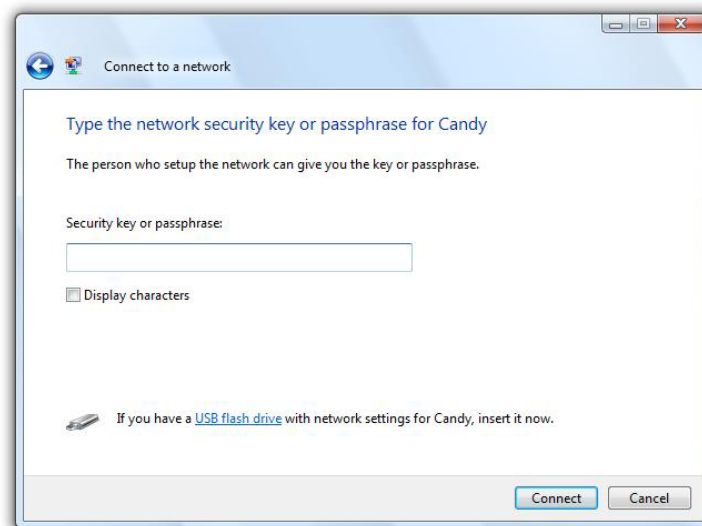 Connect to a network
Type the network security key or passphrase for Candy
The person who setup the network can give you the key or passphrase.
Security key or passphrase:
Display characters
If you have a USB flash drive with network settings for Candy, insert it now.
Connect Cancel